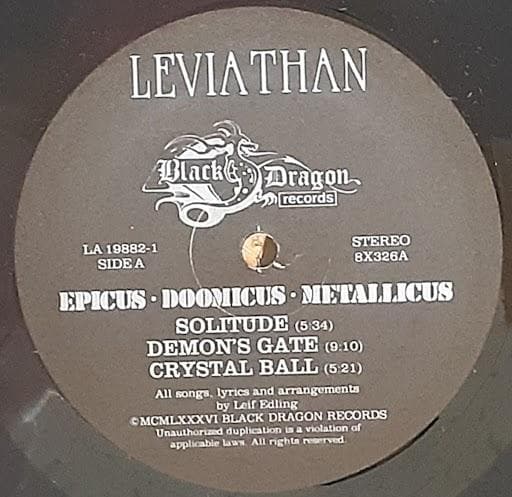 LEVIATHAN
Black Dragon
records
LA 19882-1
SIDE A
STEREO
8X326A
EPICUS · DOOMICUS · METALLICUS
SOLITUDE (5:34)
DEMON'S GATE (9:10)
CRYSTAL BALL (5:21)
All songs, lyrics and arrangements
by Leif Edling
©MCMLXXXVI BLACK DRAGON RECORDS
Unauthorized duplication is a violation of
applicable laws. All rights reserved.